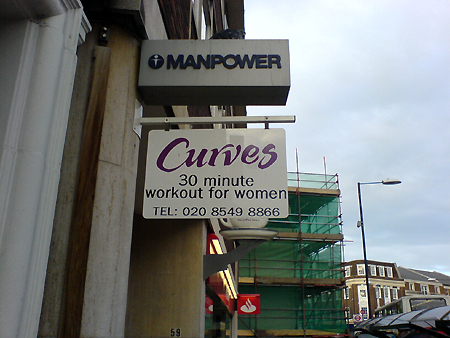 MANPOWER
Curves
30 minute
workout for women
TEL: 020 8549 8866
59